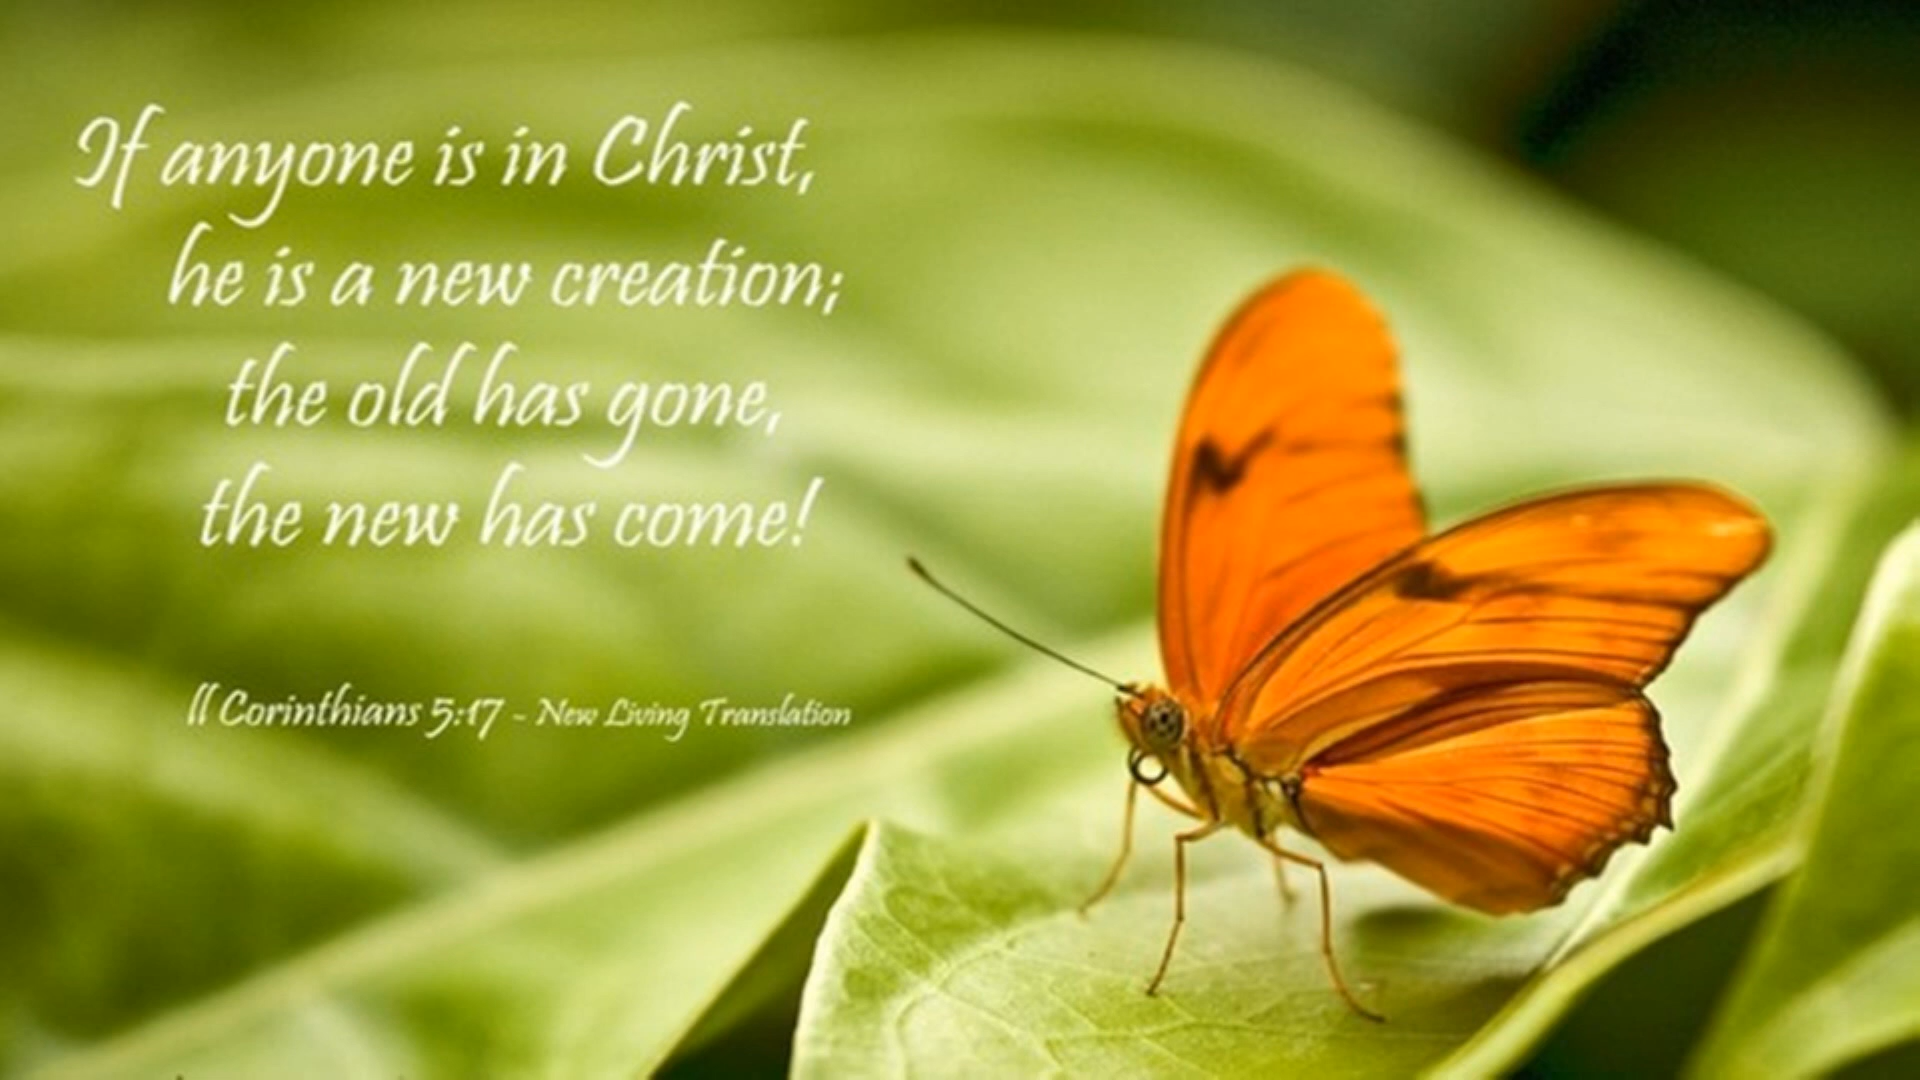 If anyone is in Christ,
he is a new creation;
the old has gone,
the new has come!
II Corinthians 5:17 - New Living Translation